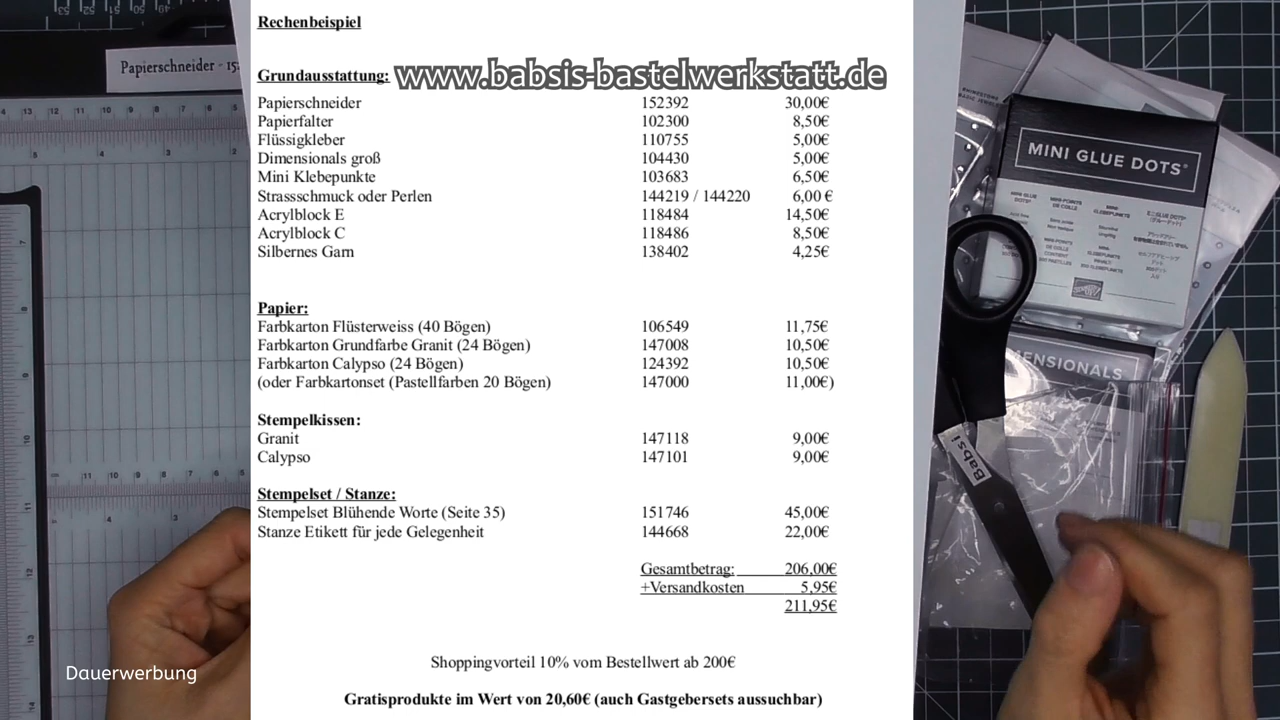 Rechenbeispiel
www.babsis-bastelwerkstatt.de
Grundausstattung:
Papierschneider 152392 30,00€
Papierfalter 102300 8,50€
Flüssigkleber 110755 5,00€
Dimensionals groß 104430 5,00€
Mini Klebepunkte 103683 6,50€
Strassschmuck oder Perlen 144219 / 144220 6,00 €
Acrylblock E 118484 14,50€
Acrylblock C 118486 8,50€
Silbernes Garn 138402 4,25€
Papier:
Farbkarton Flüsterweiss (40 Bögen) 106549 11,75€
Farbkarton Grundfarbe Granit (24 Bögen) 147008 10,50€
Farbkarton Calypso (24 Bögen) 124392 10,50€
(oder Farbkartonset (Pastellfarben 20 Bögen) 147000 11,00€)
Stempelkissen:
Granit 147118 9,00€
Calypso 147101 9,00€
Stempelset / Stanze:
Stempelset Blühende Worte (Seite 35) 151746 45,00€
Stanze Etikett für jede Gelegenheit 144668 22,00€
Gesamtbetrag: 206,00€
+Versandkosten 5,95€
211,95€
Shoppingvorteil 10% vom Bestellwert ab 200€
Gratisprodukte im Wert von 20,60€ (auch Gastgebersets aussuchbar)
Papierschneider - 15
Dauerwerbung
MINI GLUE DOTS®
ENSIONALS
Babsi